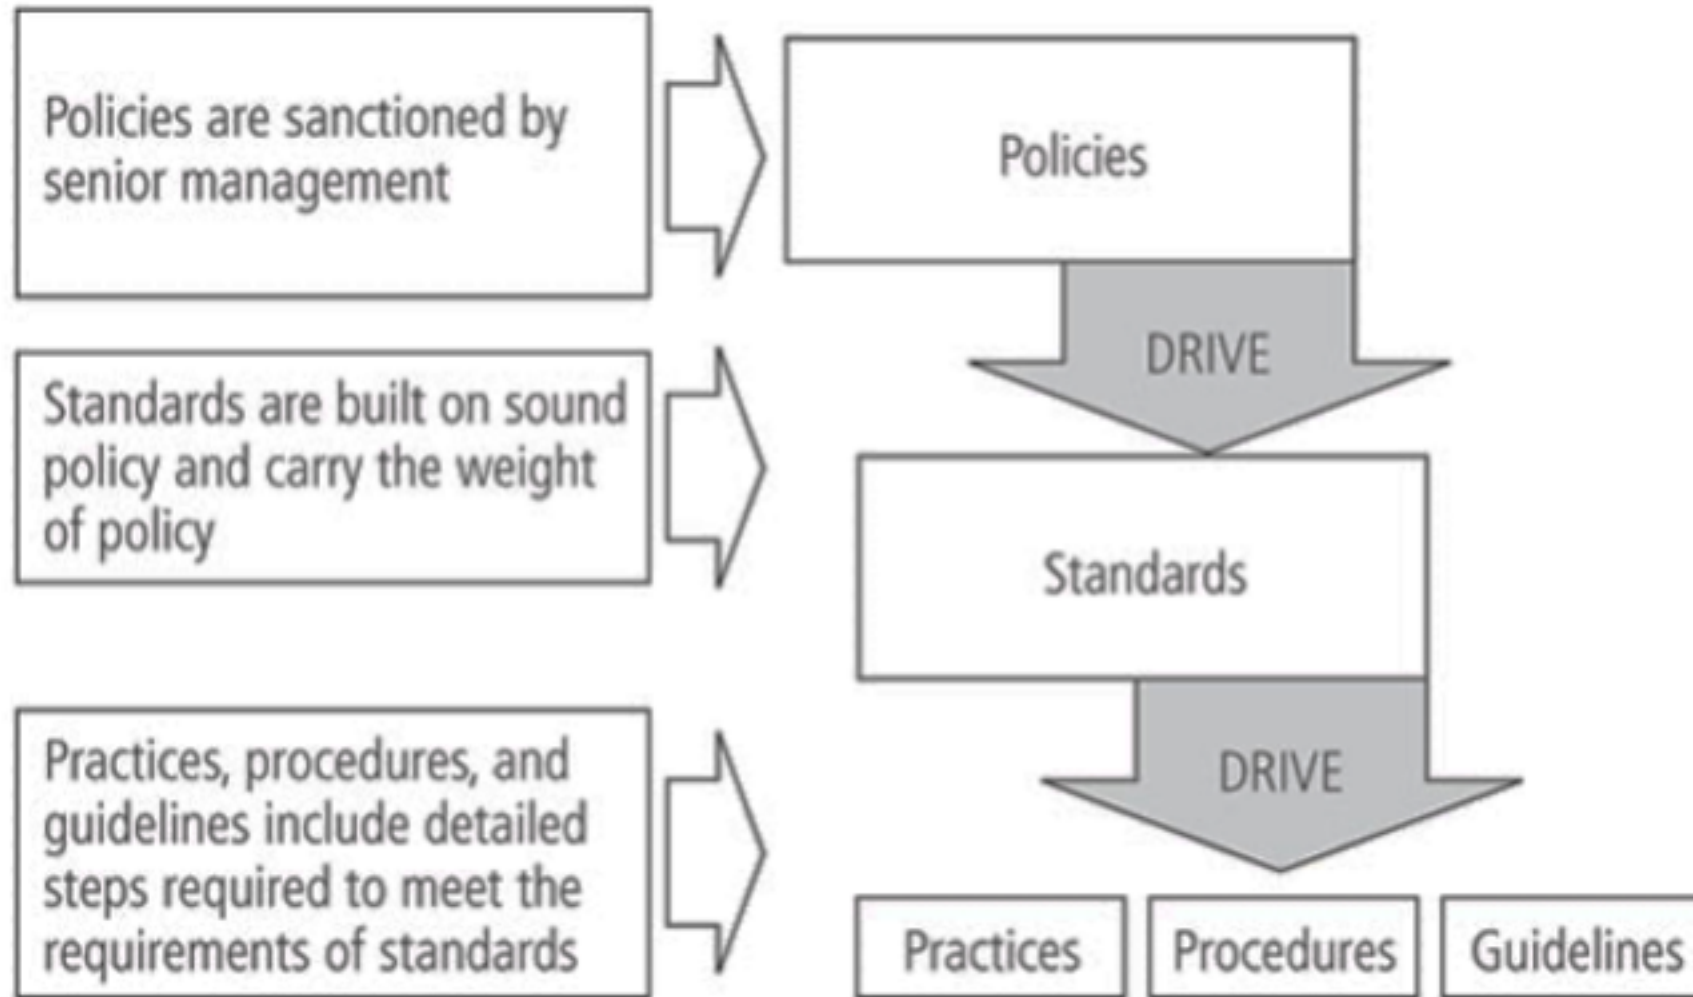 Policies are sanctioned by
senior management
Policies
DRIVE
Standards are built on sound
policy and carry the weight
of policy
Standards
DRIVE
Practices, procedures, and
guidelines include detailed
steps required to meet the
requirements of standards
Practices
Procedures
Guidelines